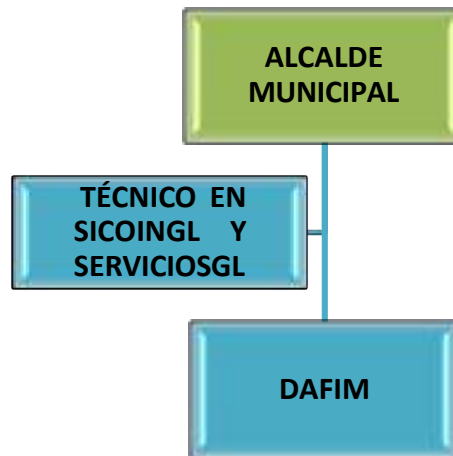 ALCALDE
MUNICIPAL
TÉCNICO EN
SICOINGL Y
SERVICIOSGL
DAFIM